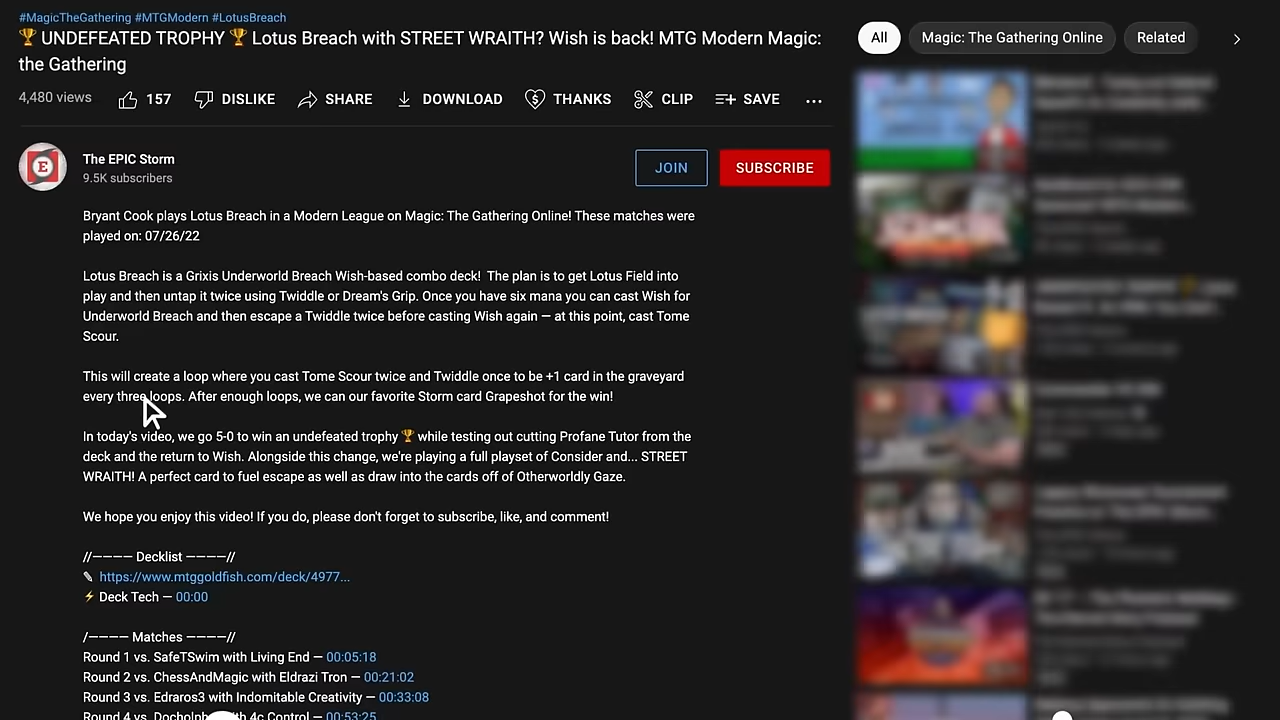 #MagicTheGathering #MTGModern #LotusBreach
🏆 UNDEFEATED TROPHY 🏆 Lotus Breach with STREET WRAITH? Wish is back! MTG Modern Magic:
the Gathering
4,480 views 157 DISLIKE SHARE DOWNLOAD THANKS CLIP SAVE ...
All Magic: The Gathering Online Related
The EPIC Storm
9.5K subscribers
JOIN SUBSCRIBE
Bryant Cook plays Lotus Breach in a Modern League on Magic: The Gathering Online! These matches were
played on: 07/26/22
Lotus Breach is a Grixis Underworld Breach Wish-based combo deck! The plan is to get Lotus Field into
play and then untap it twice using Twiddle or Dream's Grip. Once you have six mana you can cast Wish for
Underworld Breach and then escape a Twiddle twice before casting Wish again — at this point, cast Tome
Scour.
This will create a loop where you cast Tome Scour twice and Twiddle once to be +1 card in the graveyard
every three loops. After enough loops, we can our favorite Storm card Grapeshot for the win!
In today's video, we go 5-0 to win an undefeated trophy 🏆 while testing out cutting Profane Tutor from the
deck and the return to Wish. Alongside this change, we're playing a full playset of Consider and... STREET
WRAITH! A perfect card to fuel escape as well as draw into the cards off of Otherworldly Gaze.
We hope you enjoy this video! If you do, please don't forget to subscribe, like, and comment!
//———— Decklist ————//
✎ https://www.mtggoldfish.com/deck/4977...
⚡ Deck Tech — 00:00
/———— Matches ————//
Round 1 vs. SafeTSwim with Living End — 00:05:18
Round 2 vs. ChessAndMagic with Eldrazi Tron — 00:21:02
Round 3 vs. Edraros3 with Indomitable Creativity — 00:33:08
Round 4 vs. with 4c Control — 00:53:25